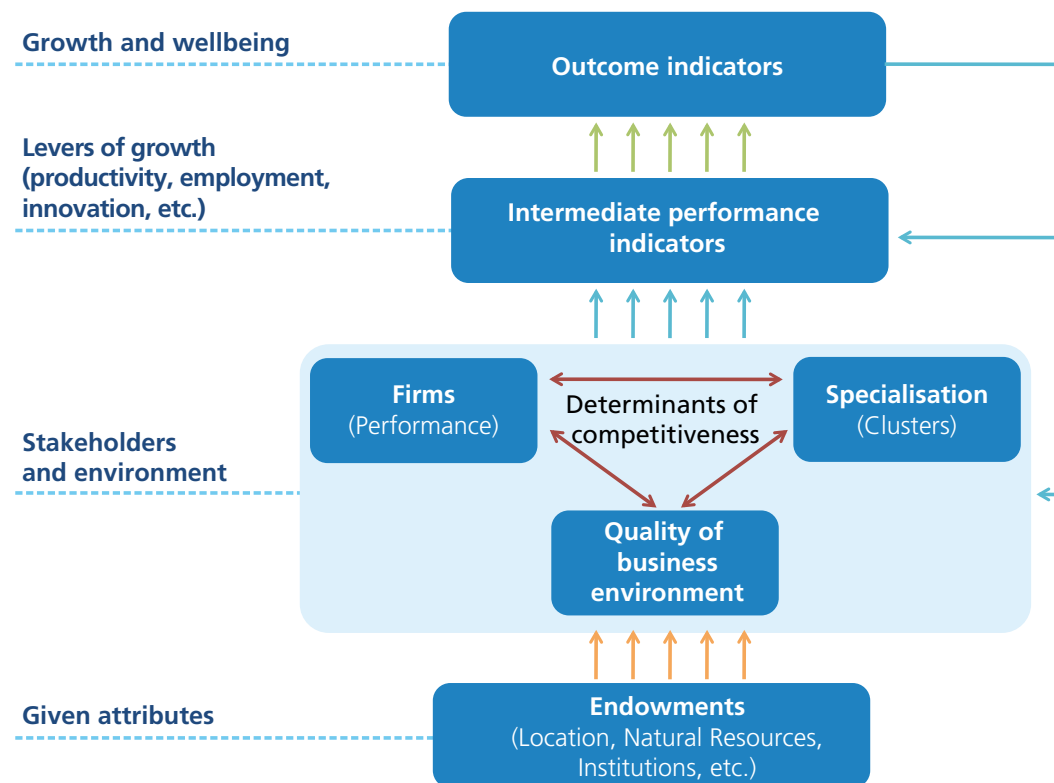 Growth and wellbeing
Outcome indicators
Levers of growth
(productivity, employment,
innovation, etc.)
Intermediate performance
indicators
Firms
(Performance)
Determinants of
competitiveness
Specialisation
(Clusters)
Stakeholders
and environment
Quality of
business
environment
Given attributes
Endowments
(Location, Natural Resources,
Institutions, etc.)